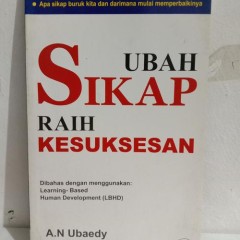 • Apa sikap buruk kita dan darimana mulai memperbaikinya
UBAH
SIKAP
RAIH
KESUKSESAN
Dibahas dengan menggunakan:
Learning- Based
Human Development (LBHD)
A.N Ubaedy